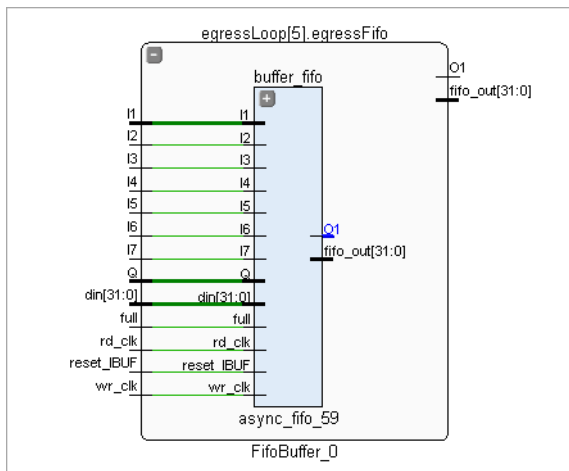 egressLoop[5].egressFifo
buffer_fifo
O1
fifo_out[31:0]
I1 I1
I2 I2
I3 I3
I4 I4
I5 I5
I6 I6
I7 I7
O1
fifo_out[31:0]
Q Q
din[31:0] din[31:0]
full full
rd_clk rd_clk
reset_IBUF reset_IBUF
wr_clk wr_clk
async_fifo_59
FifoBuffer_0